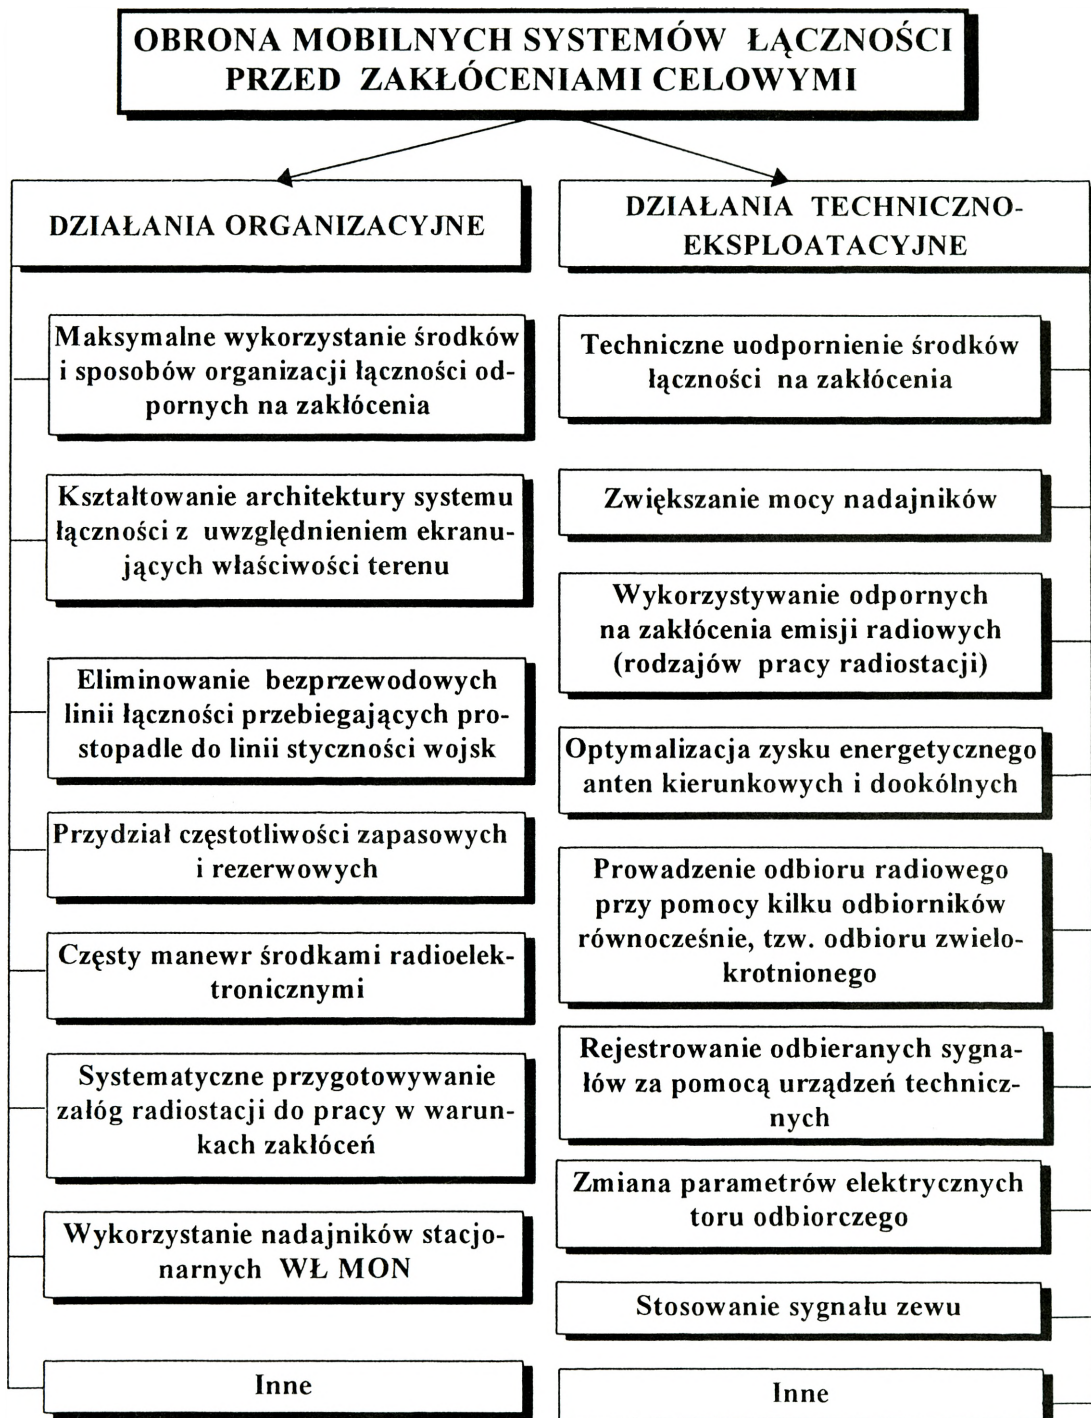 OBRONA MOBILNYCH SYSTEMÓW ŁĄCZNOŚCI
PRZED ZAKŁÓCENIAMI CELOWYMI
DZIAŁANIA ORGANIZACYJNE
Maksymalne wykorzystanie środków
i sposobów organizacji łączności od-
pornych na zakłócenia
Kształtowanie architektury systemu
łączności z uwzględnieniem ekranu-
jących właściwości terenu
Eliminowanie bezprzewodowych
linii łączności przebiegających pro-
stopadle do linii styczności wojsk
Przydział częstotliwości zapasowych
i rezerwowych
Częsty manewr środkami radioelek-
tronicznymi
Systematyczne przygotowywanie
załóg radiostacji do pracy w warun-
kach zakłóceń
Wykorzystanie nadajników stacjo-
narnych WŁ MON
Inne
DZIAŁANIA TECHNICZNO-
EKSPLOATACYJNE
Techniczne uodpornienie środków
łączności na zakłócenia
Zwiększanie mocy nadajników
Wykorzystywanie odpornych
na zakłócenia emisji radiowych
(rodzajów pracy radiostacji)
Optymalizacja zysku energetycznego
anten kierunkowych i dookólnych
Prowadzenie odbioru radiowego
przy pomocy kilku odbiorników
równocześnie, tzw. odbioru zwielo-
krotnionego
Rejestrowanie odbieranych sygna-
łów za pomocą urządzeń technicz-
nych
Zmiana parametrów elektrycznych
toru odbiorczego
Stosowanie sygnału zewu
Inne